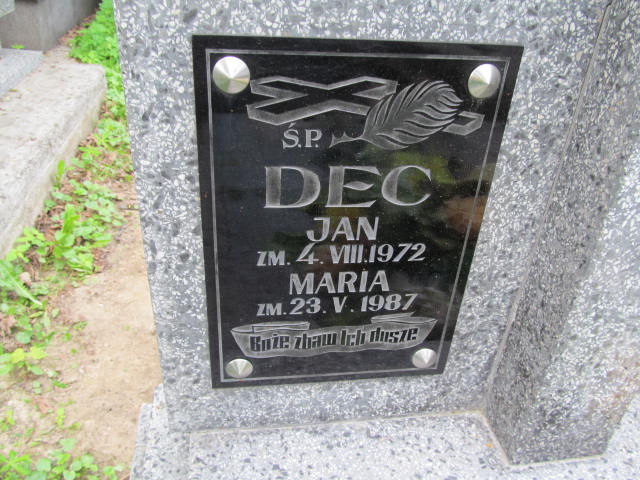 Ś.P.
DEC
JAN
ZM. 4. VIII. 1972
MARIA
ZM. 23. V. 1987
Boże zbaw Ich dusze